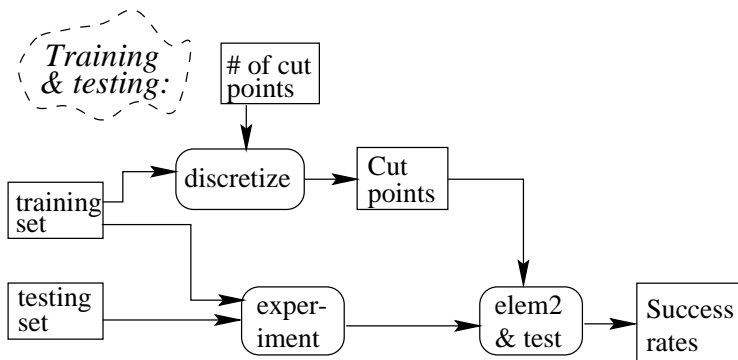 Training
& testing:
# of cut
points
discretize
Cut
points
training
set
testing
set
exper-
iment
elem2
& test
Success
rates